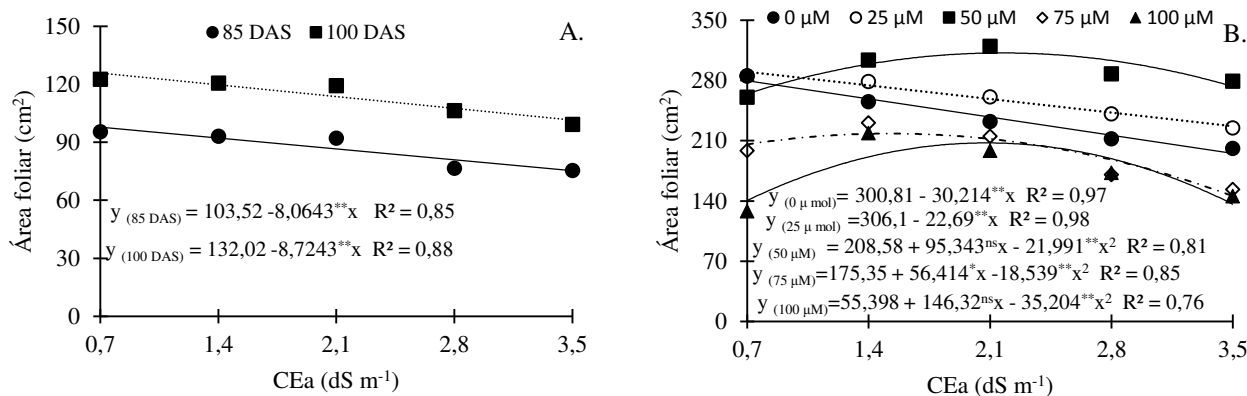 85 DAS 100 DAS
A.
Área foliar (cm²)
150
120
90
60
30
0
y (85 DAS) = 103,52 -8,0643**x R² = 0,85
y (100 DAS) = 132,02 -8,7243**x R² = 0,88
0,7 1,4 2,1 2,8 3,5
CEa (dS m⁻¹)
0 µM 25 µM 50 µM 75 µM 100 µM
B.
Área foliar (cm²)
350
280
210
140
70
0
y (0 µ mol)= 300,81 - 30,214**x R² = 0,97
y (25 µ mol)=306,1 - 22,69**x R² = 0,98
y (50 µM) = 208,58 + 95,343ⁿˢx - 21,991**x² R² = 0,81
y (75 µM)=175,35 + 56,414*x -18,539**x² R² = 0,85
y (100 µM)=55,398 + 146,32ⁿˢx - 35,204**x² R² = 0,76
0,7 1,4 2,1 2,8 3,5
CEa (dS m⁻¹)